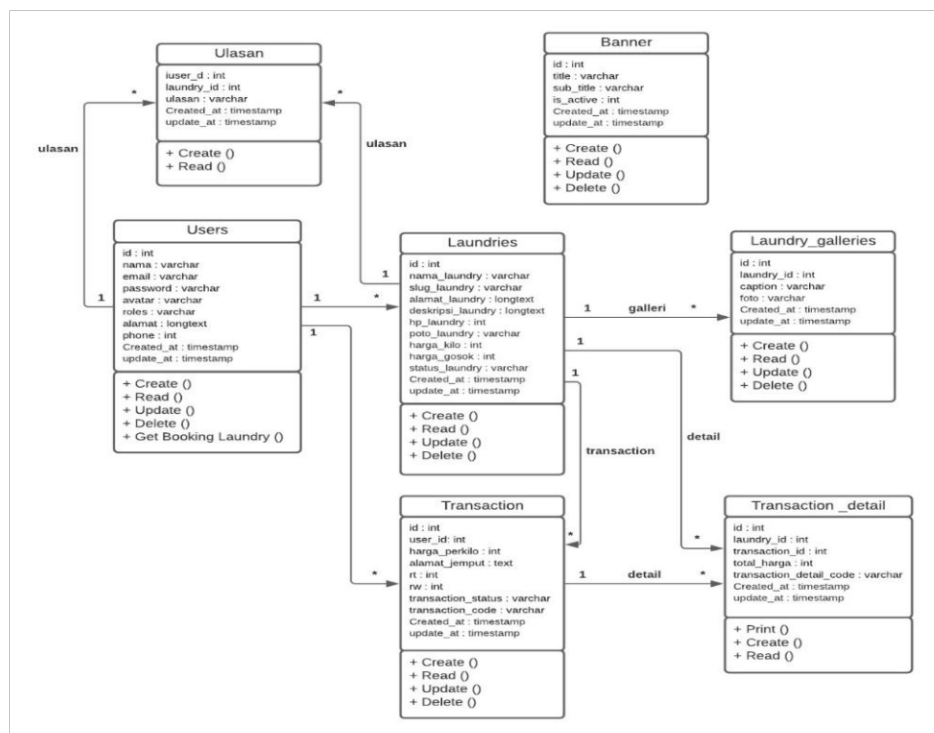 Ulasan
iuser_d : int
laundry_id : int
ulasan : varchar
Created_at : timestamp
update_at : timestamp
+ Create ()
+ Read ()
Banner
id : int
title : varchar
sub_title : varchar
is_active : int
Created_at : timestamp
update_at : timestamp
+ Create ()
+ Read ()
+ Update ()
+ Delete ()
*
*
ulasan
ulasan
Users
id : int
nama : varchar
email : varchar
password : varchar
avatar : varchar
roles : varchar
alamat : longtext
phone : int
Created_at : timestamp
update_at : timestamp
+ Create ()
+ Read ()
+ Update ()
+ Delete ()
+ Get Booking Laundry ()
1
1
*
1
1
Laundries
id : int
nama_laundry : varchar
slug_laundry : varchar
alamat_laundry : longtext
deskripsi_laundry : longtext
hp_laundry : int
poto_laundry : varchar
harga_kilo : int
harga_gosok : int
status_laundry : varchar
Created_at : timestamp
update_at : timestamp
+ Create ()
+ Read ()
+ Update ()
+ Delete ()
1
galleri
*
1
1
Laundry_galleries
id : int
laundry_id : int
caption : varchar
foto : varchar
Created_at : timestamp
update_at : timestamp
+ Create ()
+ Read ()
+ Update ()
+ Delete ()
detail
transaction
Transaction
id : int
user_id: int
harga_perkilo : int
alamat_jemput : text
rt : int
rw : int
transaction_status : varchar
transaction_code : varchar
Created_at : timestamp
update_at : timestamp
+ Create ()
+ Read ()
+ Update ()
+ Delete ()
*
*
*
1
detail
*
Transaction _detail
id : int
laundry_id : int
transaction_id : int
total_harga : int
transaction_detail_code : varchar
Created_at : timestamp
update_at : timestamp
+ Print ()
+ Create ()
+ Read ()